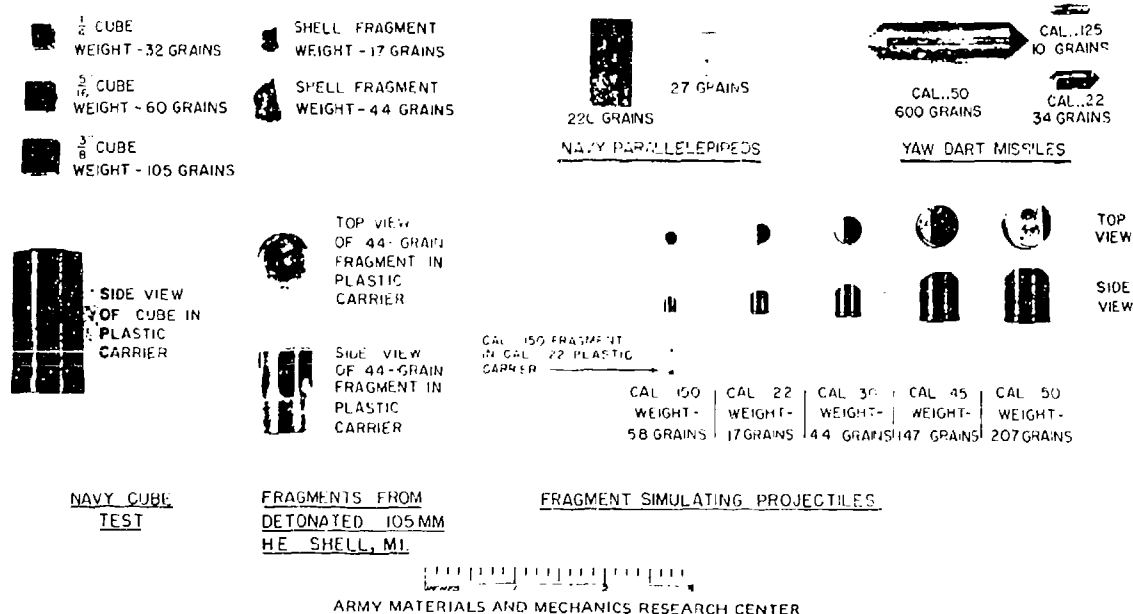 1/2 CUBE
WEIGHT - 32 GRAINS
5/16" CUBE
WEIGHT - 60 GRAINS
3/8" CUBE
WEIGHT - 105 GRAINS
SHELL FRAGMENT
WEIGHT - 17 GRAINS
SHELL FRAGMENT
WEIGHT - 44 GRAINS
GRAINS
27 GRAINS
NAVY PARALLELEPIPEDS
CAL..50
600 GRAINS
CAL..125
10 GRAINS
CAL..22
34 GRAINS
YAW DART MISSILES
SIDE VIEW
OF CUBE IN
PLASTIC
CARRIER
NAVY CUBE
TEST
TOP VIEW
OF 44-GRAIN
FRAGMENT IN
PLASTIC
CARRIER
SIDE VIEW
OF 44-GRAIN
FRAGMENT IN
PLASTIC
CARRIER
FRAGMENTS FROM
DETONATED 105MM
HE SHELL, M1.
TOP
VIEW
SIDE
VIEW
CAL .150 FRAGMENT
IN CAL .22 PLASTIC
CARRIER
CAL 150
WEIGHT-
58 GRAINS
CAL 22
WEIGHT-
17 GRAINS
CAL
WEIGHT-
44 GRAINS
CAL 45
WEIGHT-
147 GRAINS
CAL 50
WEIGHT-
207 GRAINS
FRAGMENT SIMULATING PROJECTILES
INCHES 1
ARMY MATERIALS AND MECHANICS RESEARCH CENTER